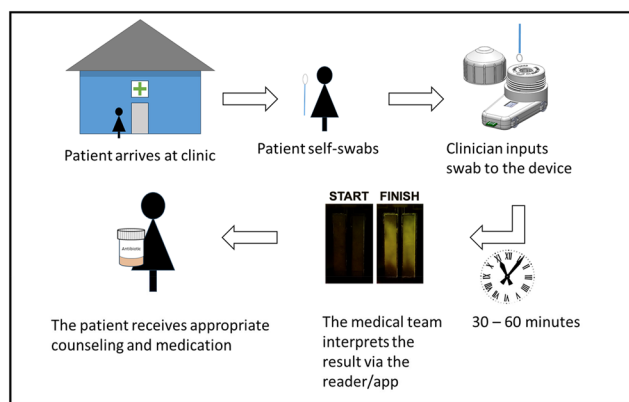 Patient arrives at clinic
Patient self-swabs
Clinician inputs
swab to the device
START FINISH
Antibiotic
The patient receives appropriate
counseling and medication
The medical team
interprets the
result via the
reader/app
30 – 60 minutes